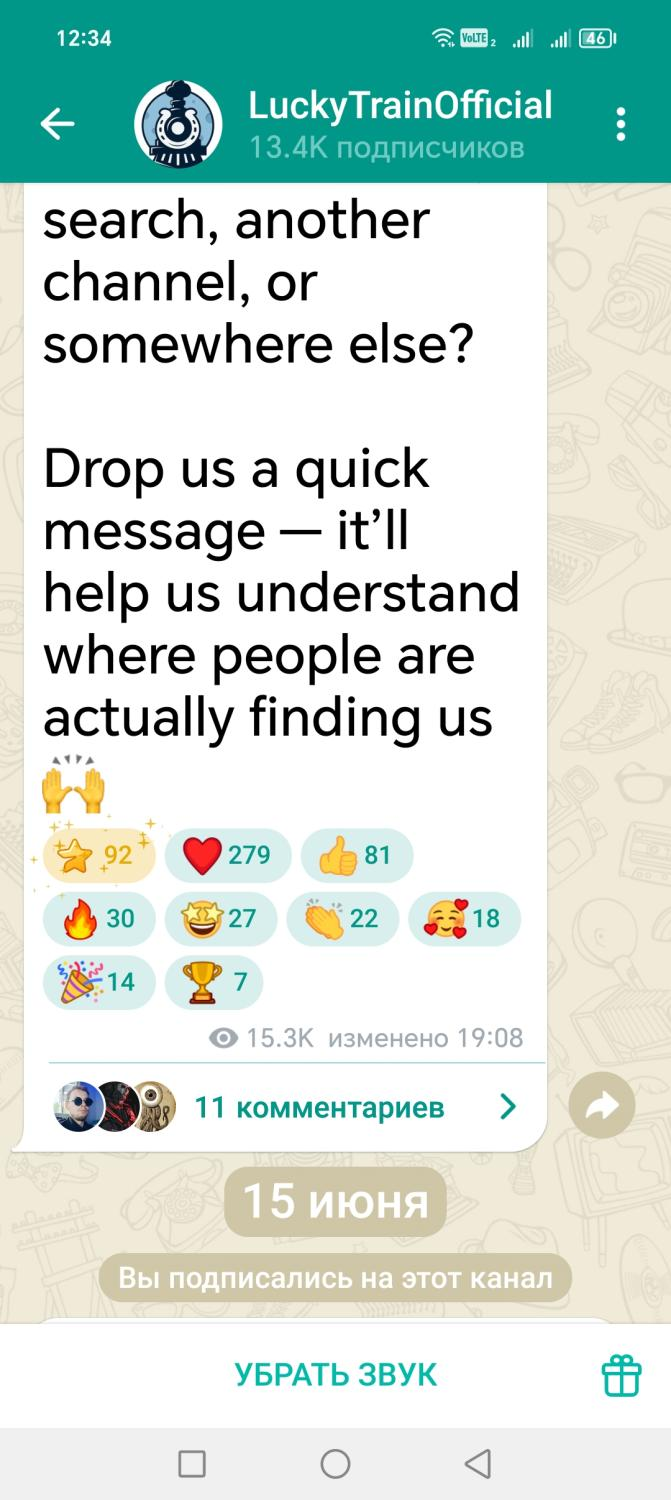 12:34
VoLTE 2
46
LuckyTrainOfficial
13.4K подписчиков
search, another
channel, or
somewhere else?
Drop us a quick
message — it’ll
help us understand
where people are
actually finding us
🙌
⭐ 92 ❤️ 279 👍 81
🔥 30 🤩 27 👏 22 🥰 18
🎉 14 🏆 7
15.3K изменено 19:08
11 комментариев
15 июня
Вы подписались на этот канал
УБРАТЬ ЗВУК